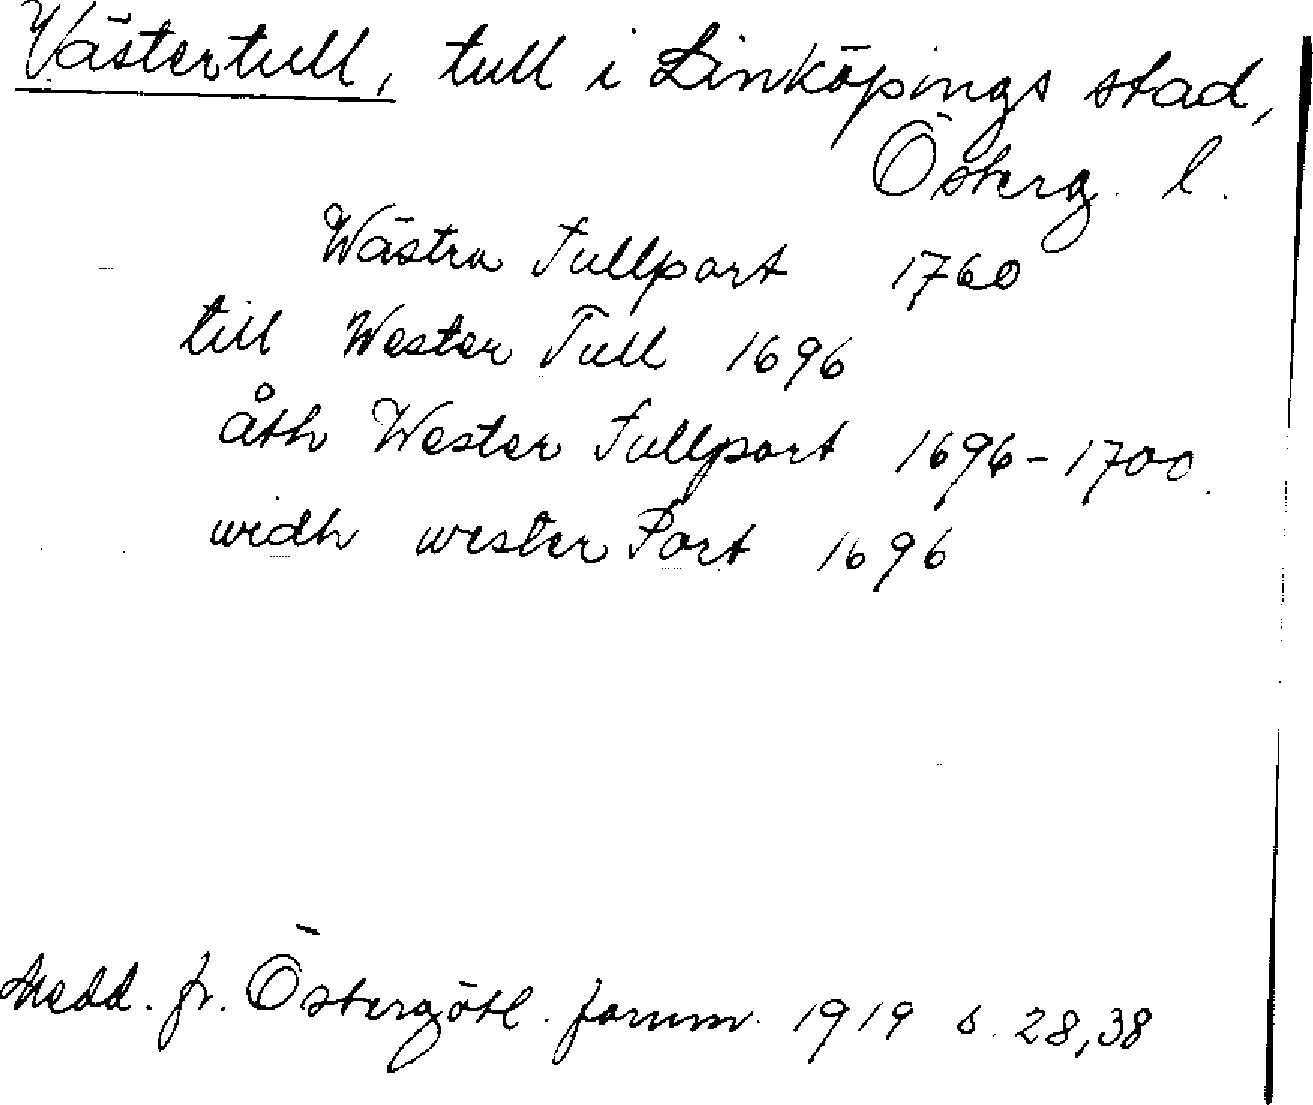 Västertull, tull i Linköpings stad,
Österg. l.
Wästra Tullport 1760
till Wester Tull 1696
åth Wester Tullport 1696-1700.
widh wester Port 1696
Medd. fr. Östergötl. fornm. 1919 s. 28,38